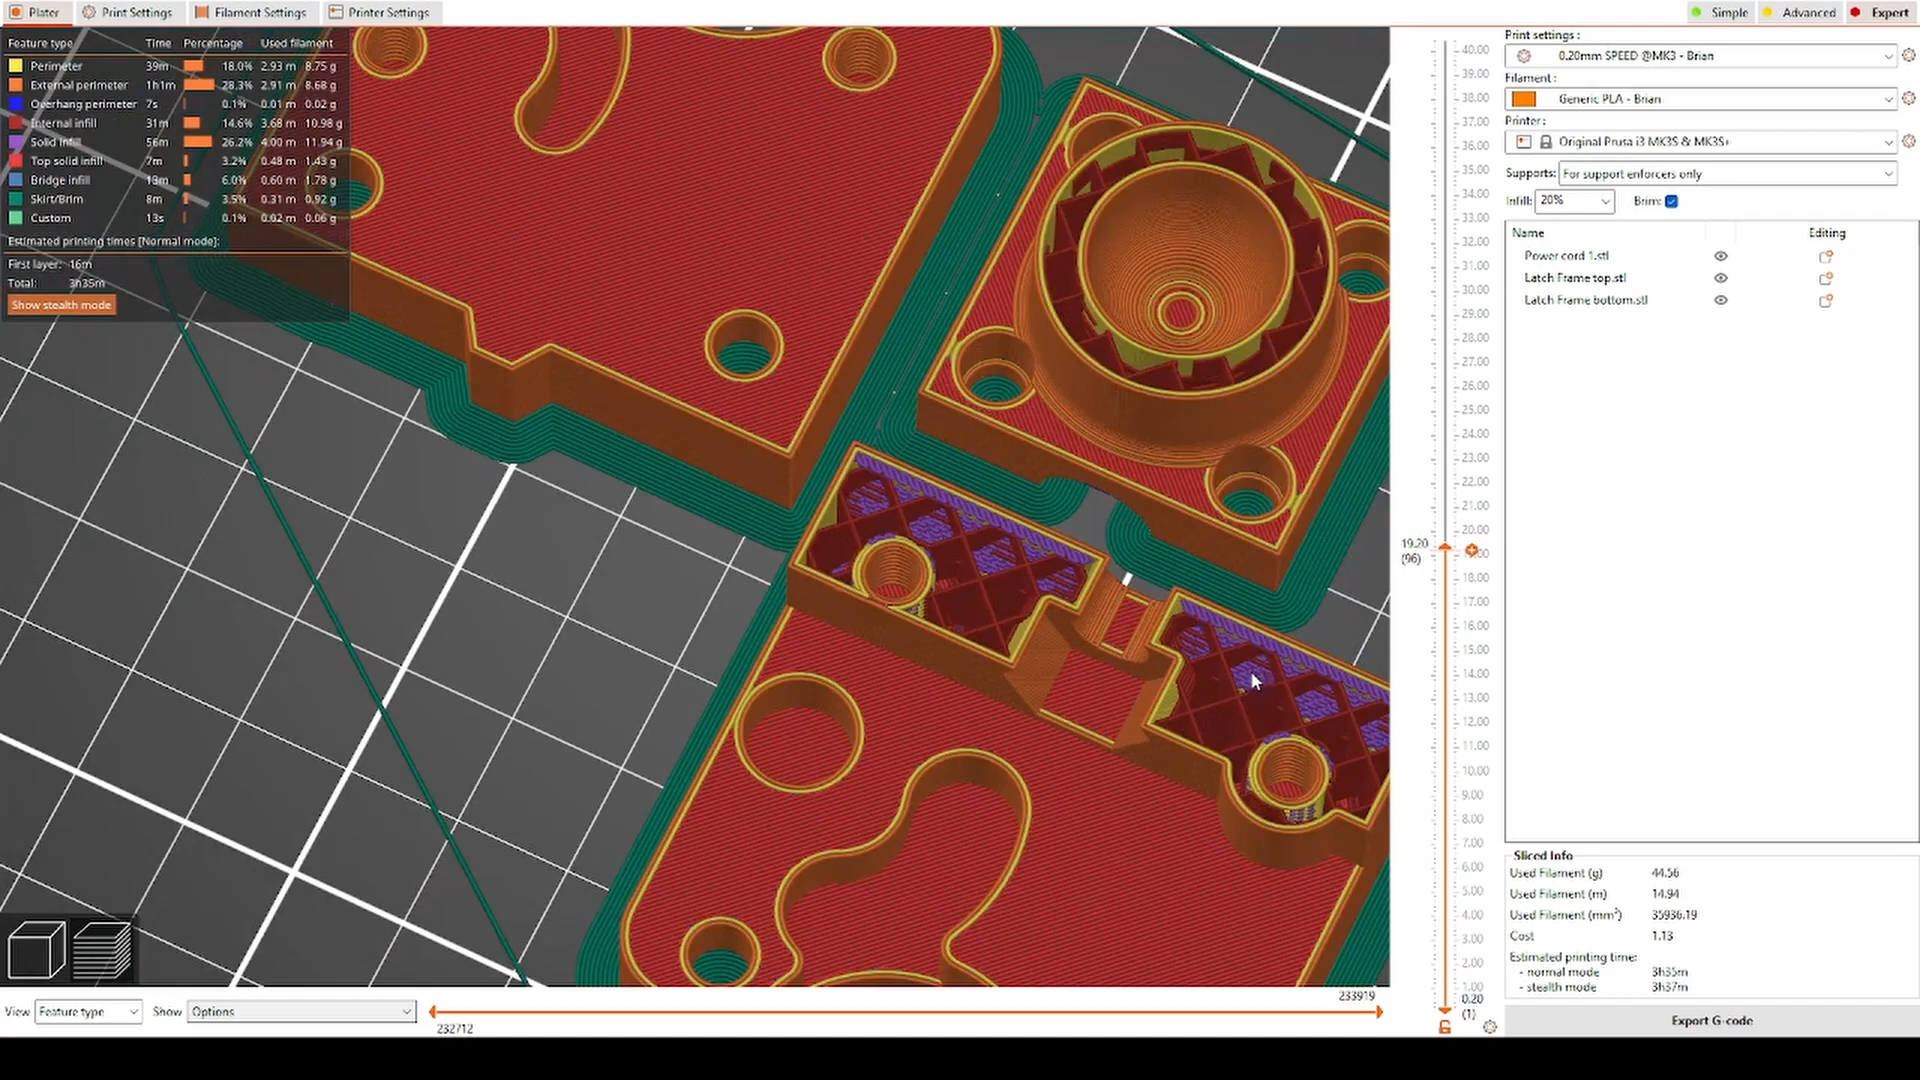 Plater Print Settings Filament Settings Printer Settings Simple Advanced Expert
Feature type Time Percentage Used filament
Perimeter 39m 18.0% 2.93 m 8.75 g
External perimeter 1h1m 28.3% 2.91 m 8.68 g
Overhang perimeter 7s 0.1% 0.01 m 0.02 g
Internal infill 31m 14.6% 3.68 m 10.98 g
Solid infill 56m 26.2% 4.00 m 11.94 g
Top solid infill 7m 3.2% 0.48 m 1.43 g
Bridge infill 13m 6.0% 0.60 m 1.78 g
Skirt/Brim 8m 3.5% 0.31 m 0.92 g
Custom 13s 0.1% 0.02 m 0.06 g
Estimated printing times [Normal mode]:
First layer: 16m
Total: 3h35m
Show stealth mode
40.00
39.00
38.00
37.00
36.00
35.00
34.00
33.00
32.00
31.00
30.00
29.00
28.00
27.00
26.00
25.00
24.00
23.00
22.00
21.00
20.00
19.20
(96)
18.00
17.00
16.00
15.00
14.00
13.00
12.00
11.00
10.00
9.00
8.00
7.00
6.00
5.00
4.00
3.00
2.00
1.00
0.20
(1)
Print settings :
0.20mm SPEED @MK3 - Brian
Filament :
Generic PLA - Brian
Printer :
Original Prusa i3 MK3S & MK3S+
Supports: For support enforcers only
Infill: 20% Brim:
Name Editing
Power cord 1.stl
Latch Frame top.stl
Latch Frame bottom.stl
Sliced Info
Used Filament (g) 44.56
Used Filament (m) 14.94
Used Filament (mm³) 35936.19
Cost 1.13
Estimated printing time:
- normal mode 3h35m
- stealth mode 3h37m
Export G-code
233919
View Feature type Show Options
232712